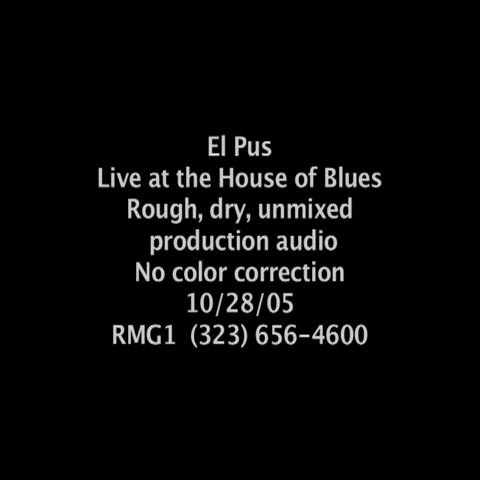 El Pus
Live at the House of Blues
Rough, dry, unmixed
production audio
No color correction
10/28/05
RMG1 (323) 656-4600